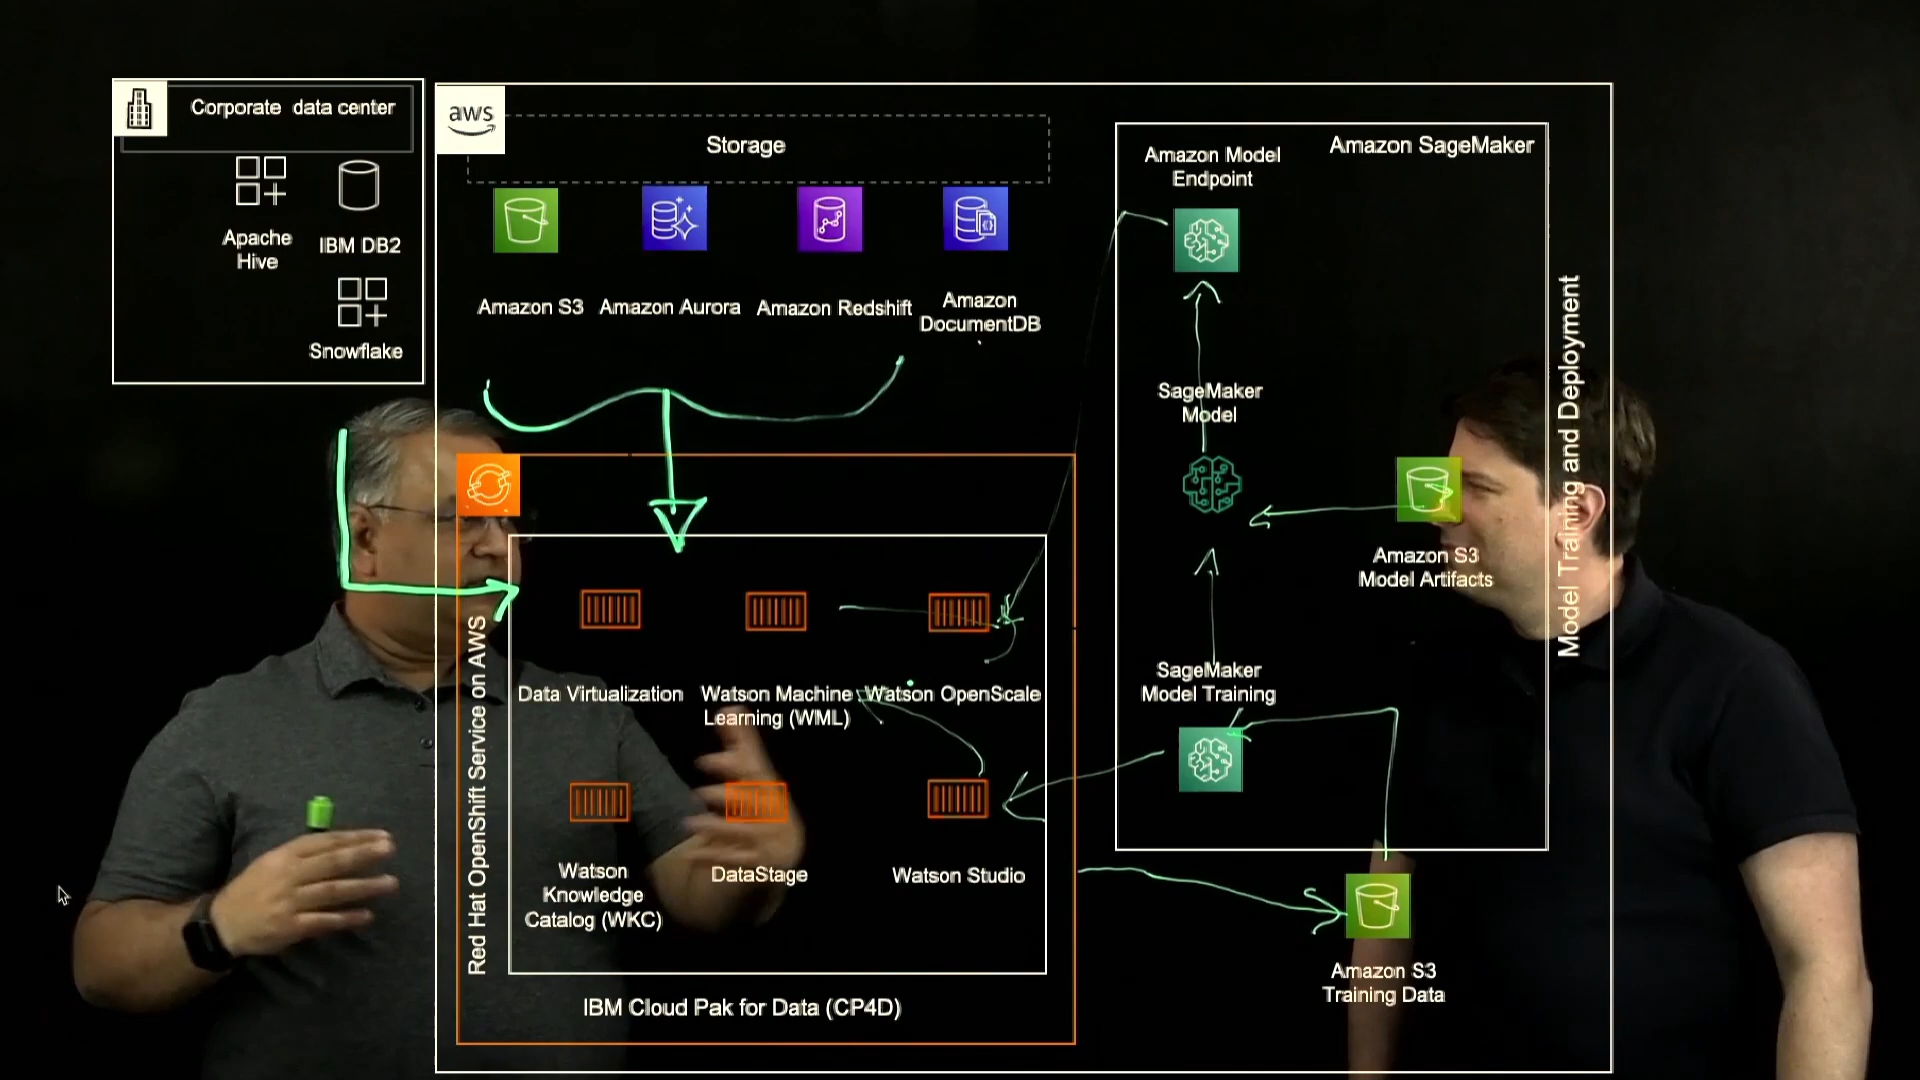 Corporate data center
Apache
Hive
IBM DB2
Snowflake
aws
Storage
Amazon S3
Amazon Aurora
Amazon Redshift
Amazon
DocumentDB
Amazon SageMaker
Amazon Model
Endpoint
SageMaker
Model
Amazon S3
Model Artifacts
SageMaker
Model Training
Model Training and Deployment
Red Hat OpenShift Service on AWS
Data Virtualization
Watson Machine
Learning (WML)
Watson OpenScale
Watson
Knowledge
Catalog (WKC)
DataStage
Watson Studio
IBM Cloud Pak for Data (CP4D)
Amazon S3
Training Data